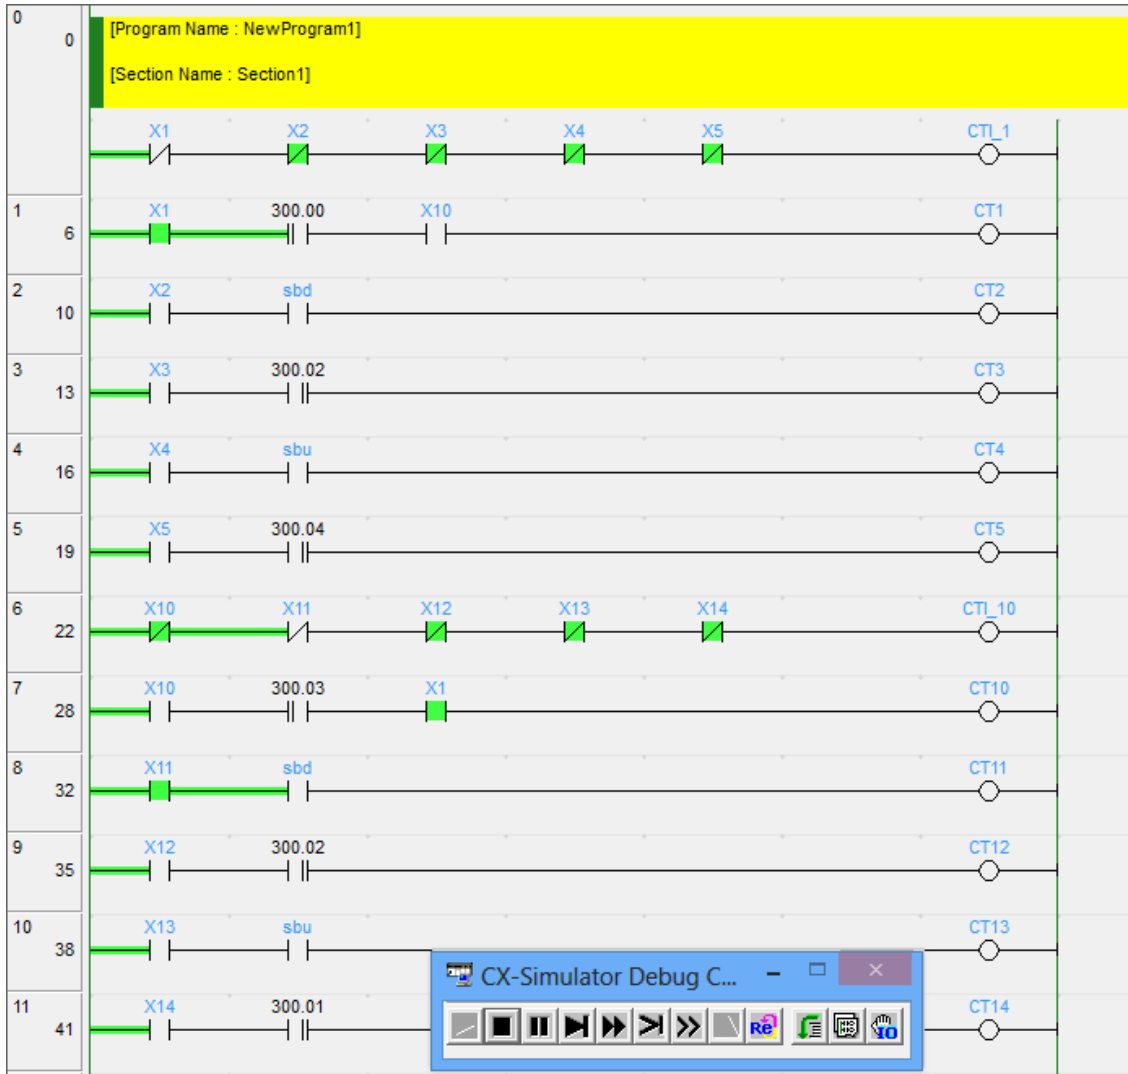 0
0
[Program Name : NewProgram1]
[Section Name : Section1]
X1 X2 X3 X4 X5 CTI_1
1
X1 300.00 X10 CT1
6
2
X2 sbd CT2
10
3
X3 300.02 CT3
13
4
X4 sbu CT4
16
5
X5 300.04 CT5
19
6
X10 X11 X12 X13 X14 CTI_10
22
7
X10 300.03 X1 CT10
28
8
X11 sbd CT11
32
9
X12 300.02 CT12
35
10
X13 sbu CT13
38
CX-Simulator Debug C...
11
X14 300.01 CT14
41
Re
IO